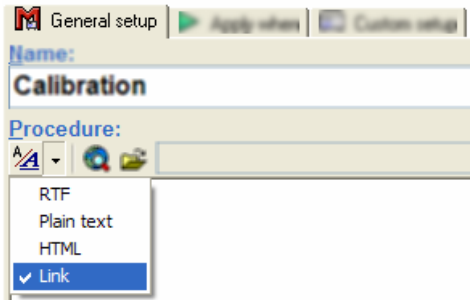 General setup Apply when Custom setup
Name:
Calibration
Procedure:
RTF
Plain text
HTML
Link